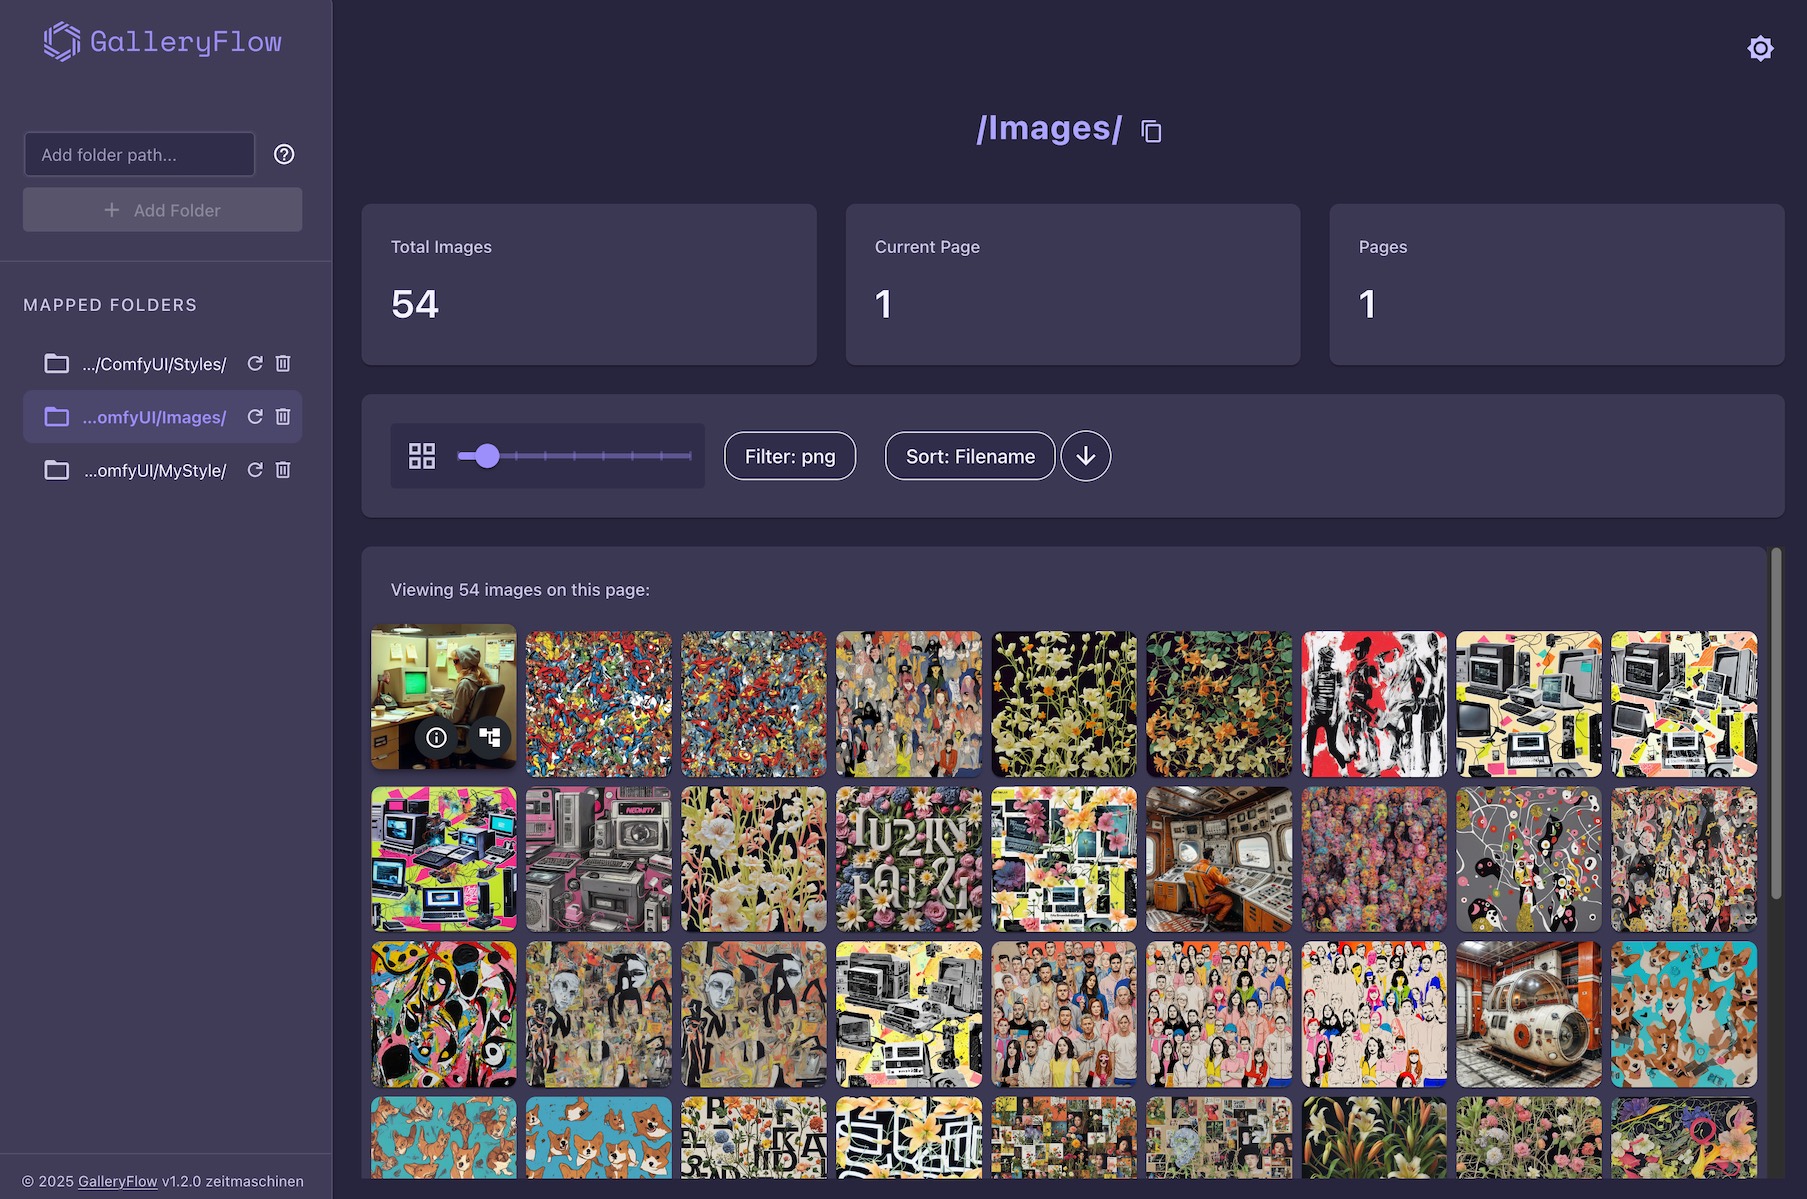 GalleryFlow
Add folder path...
Add Folder
MAPPED FOLDERS
.../ComfyUI/Styles/
...omfyUI/Images/
...omfyUI/MyStyle/
© 2025 GalleryFlow v1.2.0 zeitmaschinen
/Images/
Total Images
54
Current Page
1
Pages
1
Filter: png
Sort: Filename
Viewing 54 images on this page: